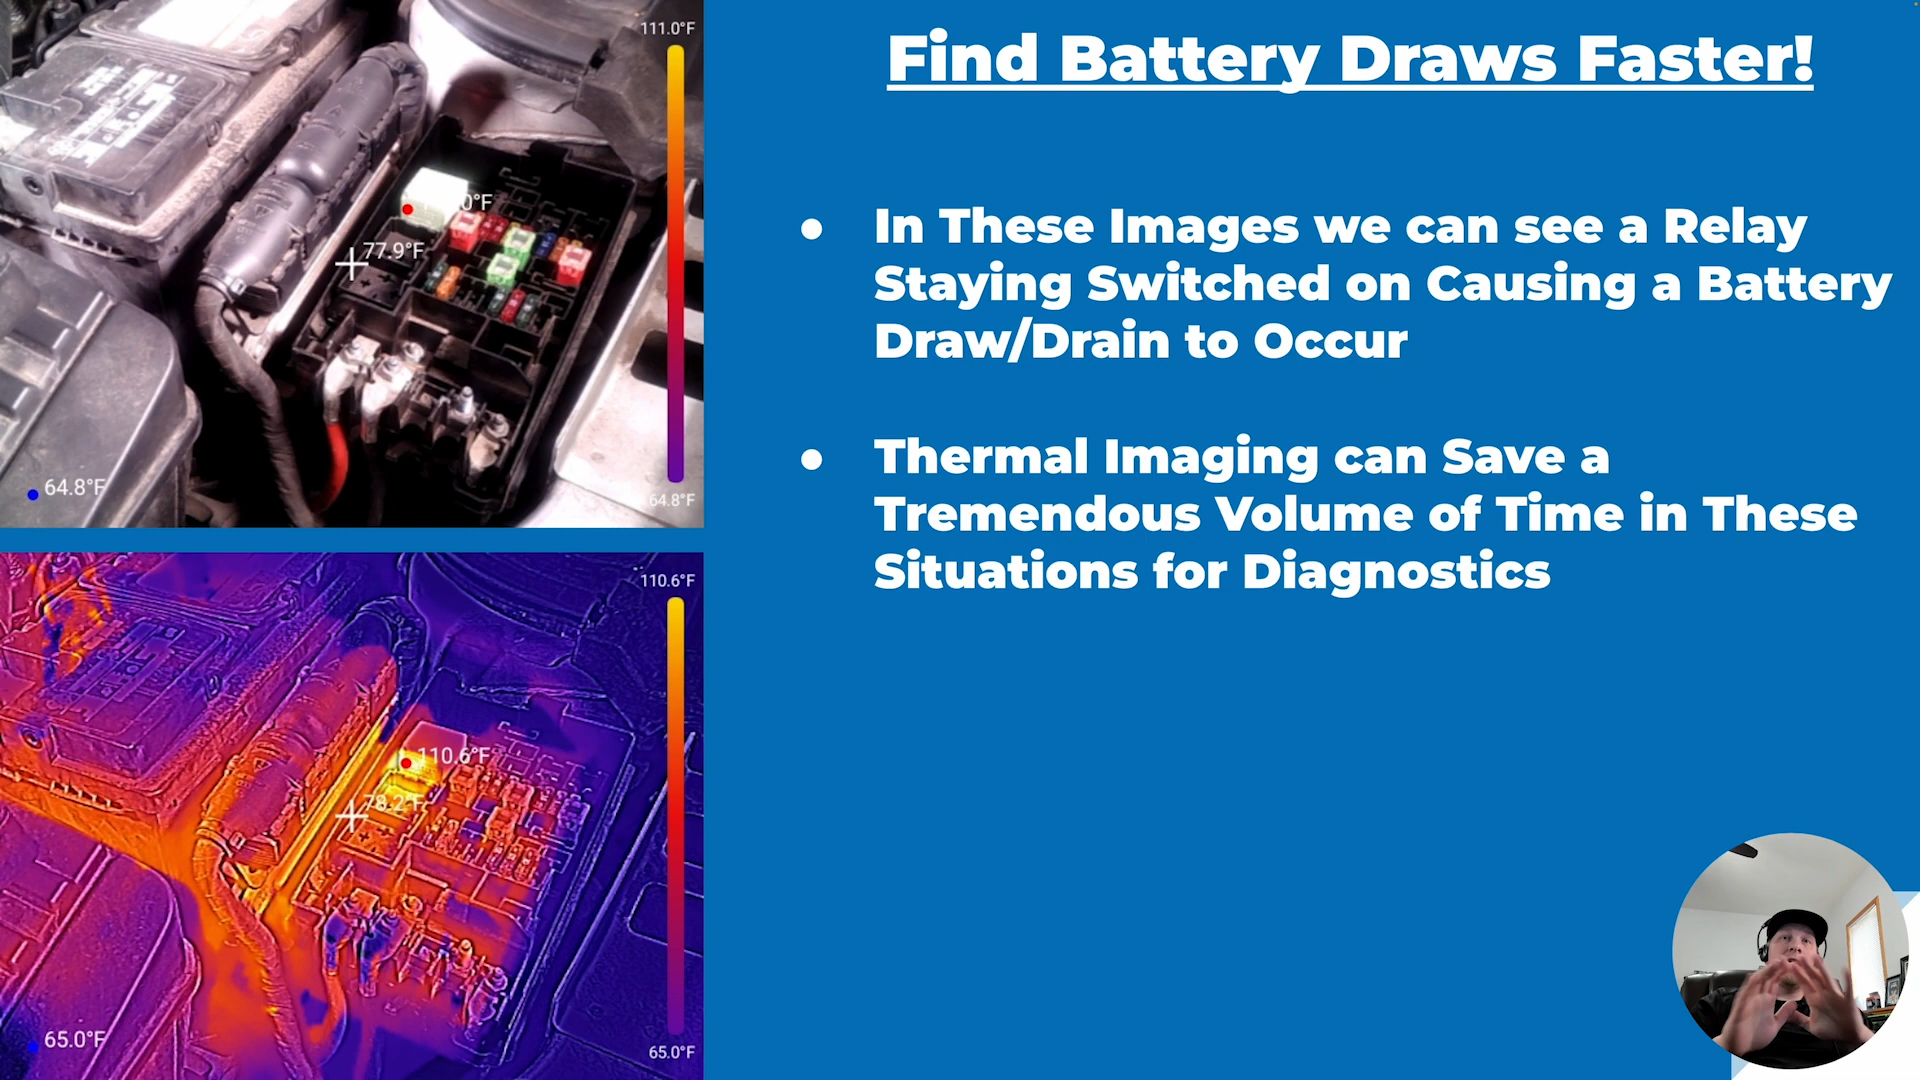 111.0°F
0°F
77.9°F
64.8°F
64.8°F
110.6°F
110.6°F
78.2°F
65.0°F
65.0°F
Find Battery Draws Faster!
● In These Images we can see a Relay
Staying Switched on Causing a Battery
Draw/Drain to Occur
● Thermal Imaging can Save a
Tremendous Volume of Time in These
Situations for Diagnostics